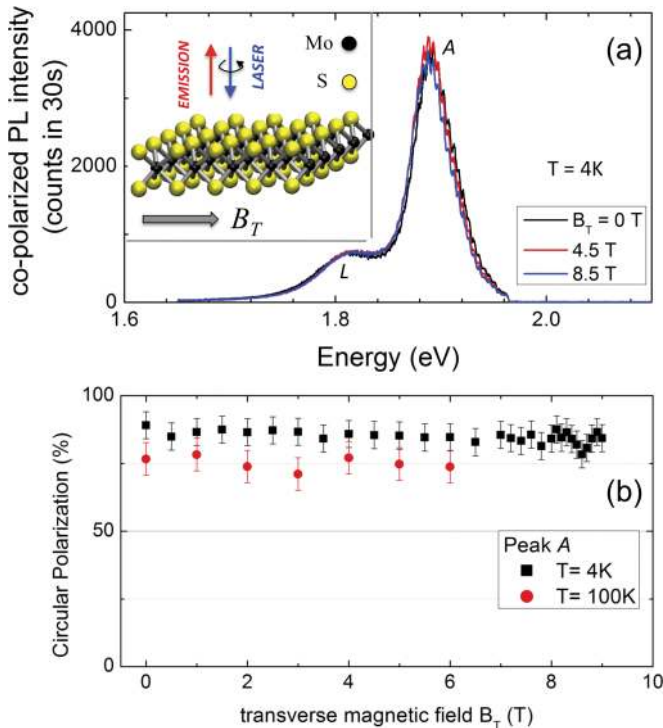 co-polarized PL intensity
(counts in 30s)
4000
2000
0
EMISSION
LASER
Mo
S
B_T
A
(a)
T = 4K
L
B_T = 0 T
4.5 T
8.5 T
1.6
1.8
2.0
Energy (eV)
Circular Polarization (%)
100
50
0
(b)
Peak A
T= 4K
T= 100K
0
2
4
6
8
10
transverse magnetic field B_T (T)